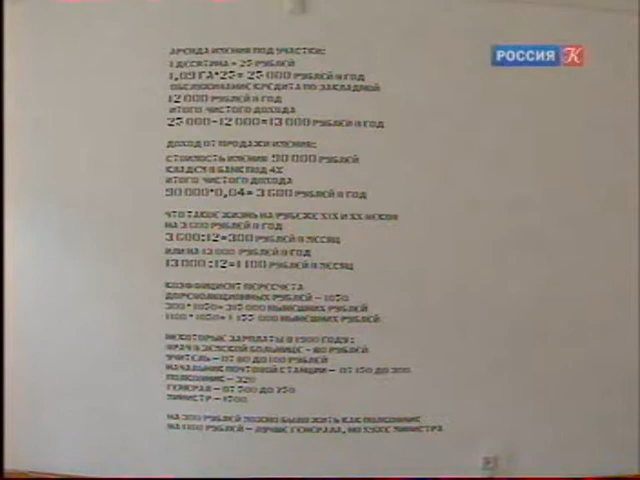 РОССИЯ К
АРЕНДА ИМЕНИЯ ПОД УЧАСТКИ:
1 ДЕСЯТИНА = 25 РУБЛЕЙ
1,09 ГА*25= 25 000 РУБЛЕЙ В ГОД
ОБСЛУЖИВАНИЕ КРЕДИТА ПО ЗАКЛАДНОЙ
12 000 РУБЛЕЙ В ГОД
ИТОГО ЧИСТОГО ДОХОДА
25 000-12 000=13 000 РУБЛЕЙ В ГОД
ДОХОД ОТ ПРОДАЖИ ИМЕНИЯ:
СТОИМОСТЬ ИМЕНИЯ 90 000 РУБЛЕЙ
КЛАДЕМ В БАНК ПОД 4%
ИТОГО ЧИСТОГО ДОХОДА
90 000*0,04= 3 600 РУБЛЕЙ В ГОД
ЧТО ТАКОЕ ЖИЗНЬ НА РУБЕЖЕ XIX И XX ВЕКОВ
НА 3 600 РУБЛЕЙ В ГОД
3 600:12=300 РУБЛЕЙ В МЕСЯЦ
ИЛИ НА 13 000 РУБЛЕЙ В ГОД
13 000 :12=1100 РУБЛЕЙ В МЕСЯЦ
КОЭФФИЦИЕНТ ПЕРЕСЧЕТА
ДОРЕВОЛЮЦИОННЫХ РУБЛЕЙ - 1050
300 * 1050= 315 000 НЫНЕШНИХ РУБЛЕЙ
1100 * 1050= 1 155 000 НЫНЕШНИХ РУБЛЕЙ
НЕКОТОРЫЕ ЗАРПЛАТЫ В 1900 ГОДУ:
ВРАЧ В ЗЕМСКОЙ БОЛЬНИЦЕ - 80 РУБЛЕЙ
УЧИТЕЛЬ - ОТ 80 ДО 100 РУБЛЕЙ
НАЧАЛЬНИК ПОЧТОВОЙ СТАНЦИИ - ОТ 150 ДО 300
ПОЛКОВНИК - 320
ГЕНЕРАЛ - ОТ 500 ДО 750
МИНИСТР - 1500
НА 300 РУБЛЕЙ МОЖНО БЫЛО ЖИТЬ КАК ПОЛКОВНИК
НА 1100 РУБЛЕЙ - ЛУЧШЕ ГЕНЕРАЛА, НО ХУЖЕ МИНИСТРА